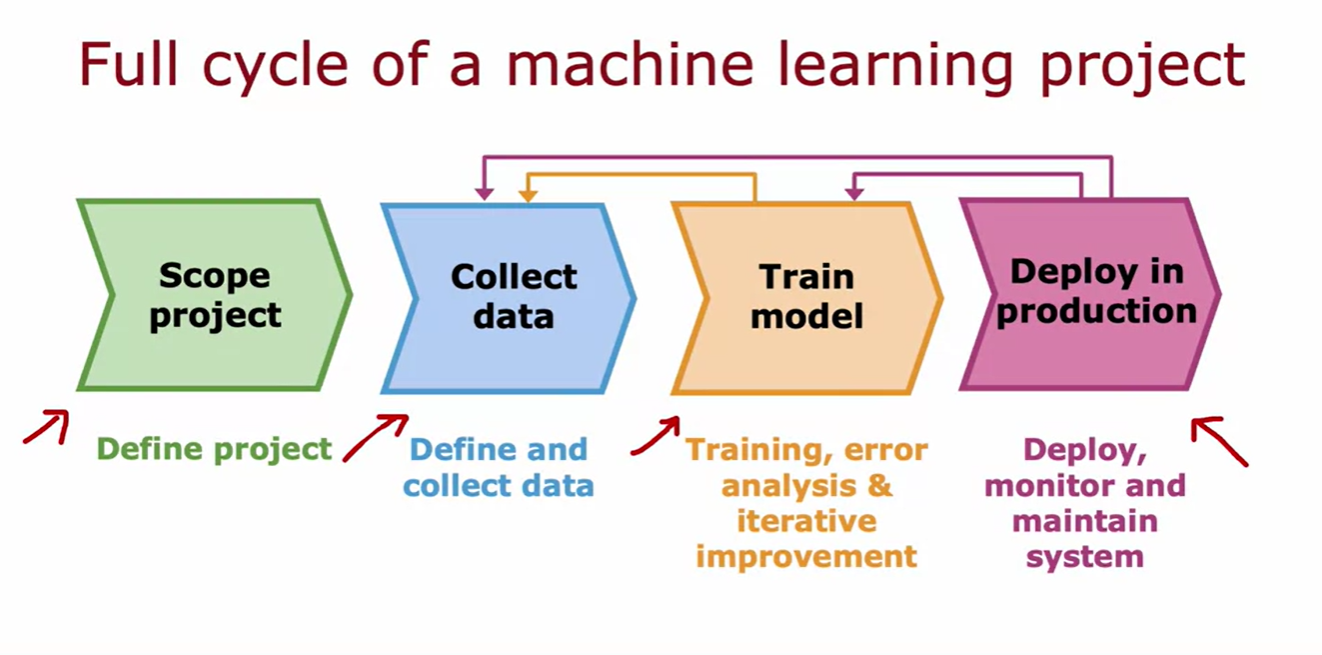 Full cycle of a machine learning project
Scope
project
Collect
data
Train
model
Deploy in
production
Define project
Define and
collect data
Training, error
analysis &
iterative
improvement
Deploy,
monitor and
maintain
system